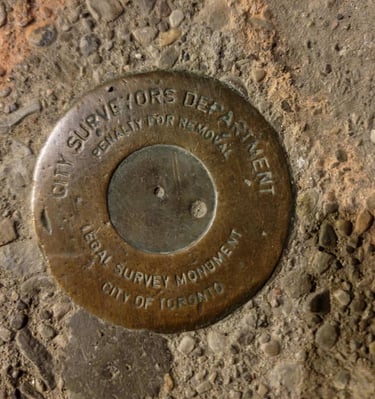 CITY SURVEYORS DEPARTMENT
PENALTY FOR REMOVAL
LEGAL SURVEY MONUMENT
CITY OF TORONTO